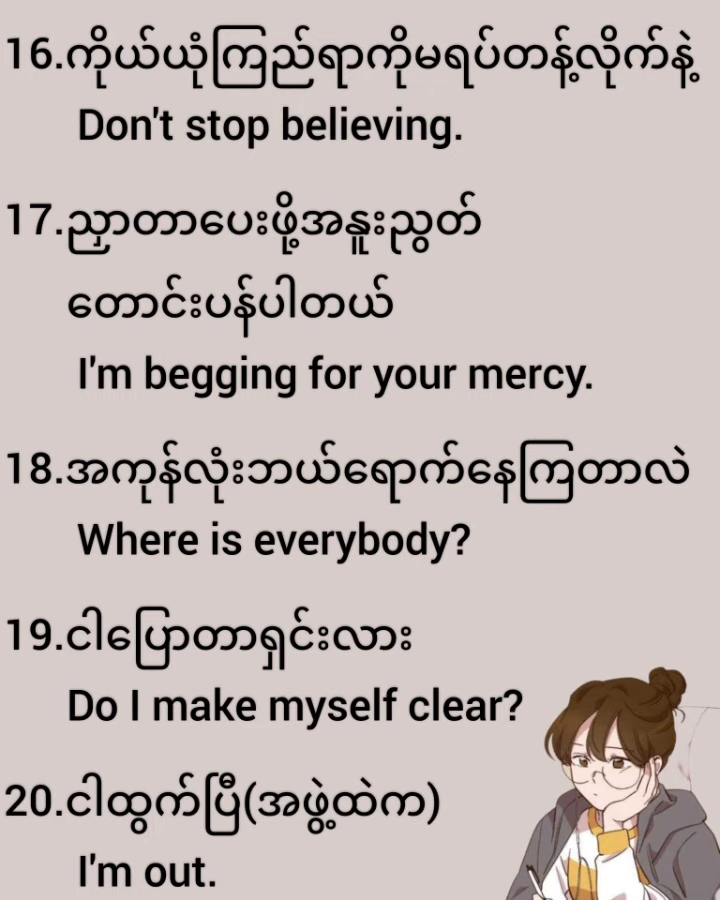 16.ကိုယ်ယုံကြည်ရာကိုမရပ်တန့်လိုက်နဲ့
Don't stop believing.
17.ညှာတာပေးဖို့အနူးညွတ်
တောင်းပန်ပါတယ်
I'm begging for your mercy.
18.အကုန်လုံးဘယ်ရောက်နေကြတာလဲ
Where is everybody?
19.ငါပြောတာရှင်းလား
Do I make myself clear?
20.ငါထွက်ပြီ(အဖွဲ့ထဲက)
I'm out.